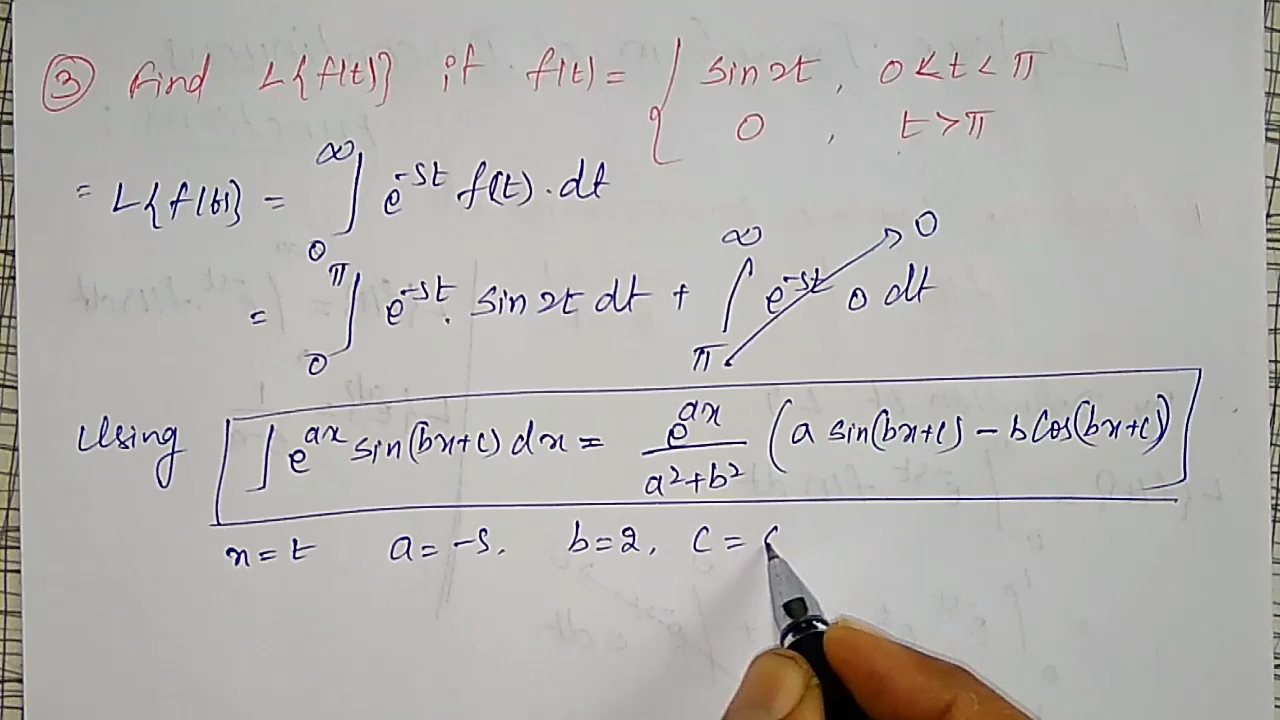 ③ Find L{f(t)} if f(t) = { sin 2t, 0<t<π
0, t>π
= L{f(t)} = ∫₀^∞ e^-st f(t).dt
= ∫₀^π e^-st. sin 2t dt + ∫_π^∞ e^-st 0 dt → 0
Using ∫ e^ax sin(bx+c) dx = e^ax/(a²+b²) (a sin(bx+c) - b cos(bx+c))
x=t a=-s. b=2, c=